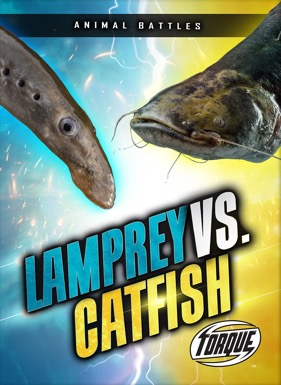 ANIMAL BATTLES
LAMPREY VS.
CATFISH
TORQUE